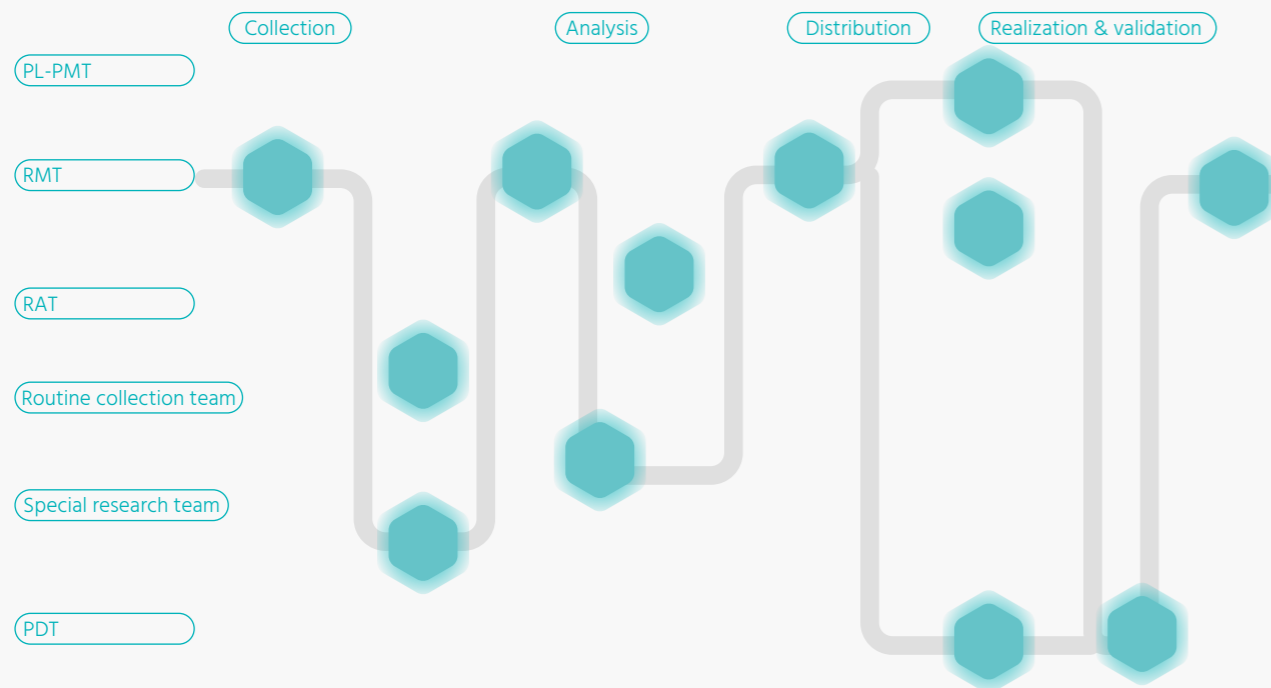 Collection
Analysis
Distribution
Realization & validation
PL-PMT
RMT
RAT
Routine collection team
Special research team
PDT